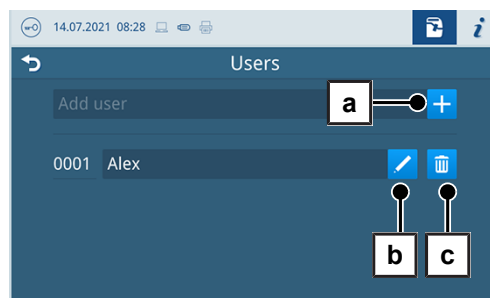 14.07.2021 08:28 i
Users
Add user a +
0001 Alex
b c